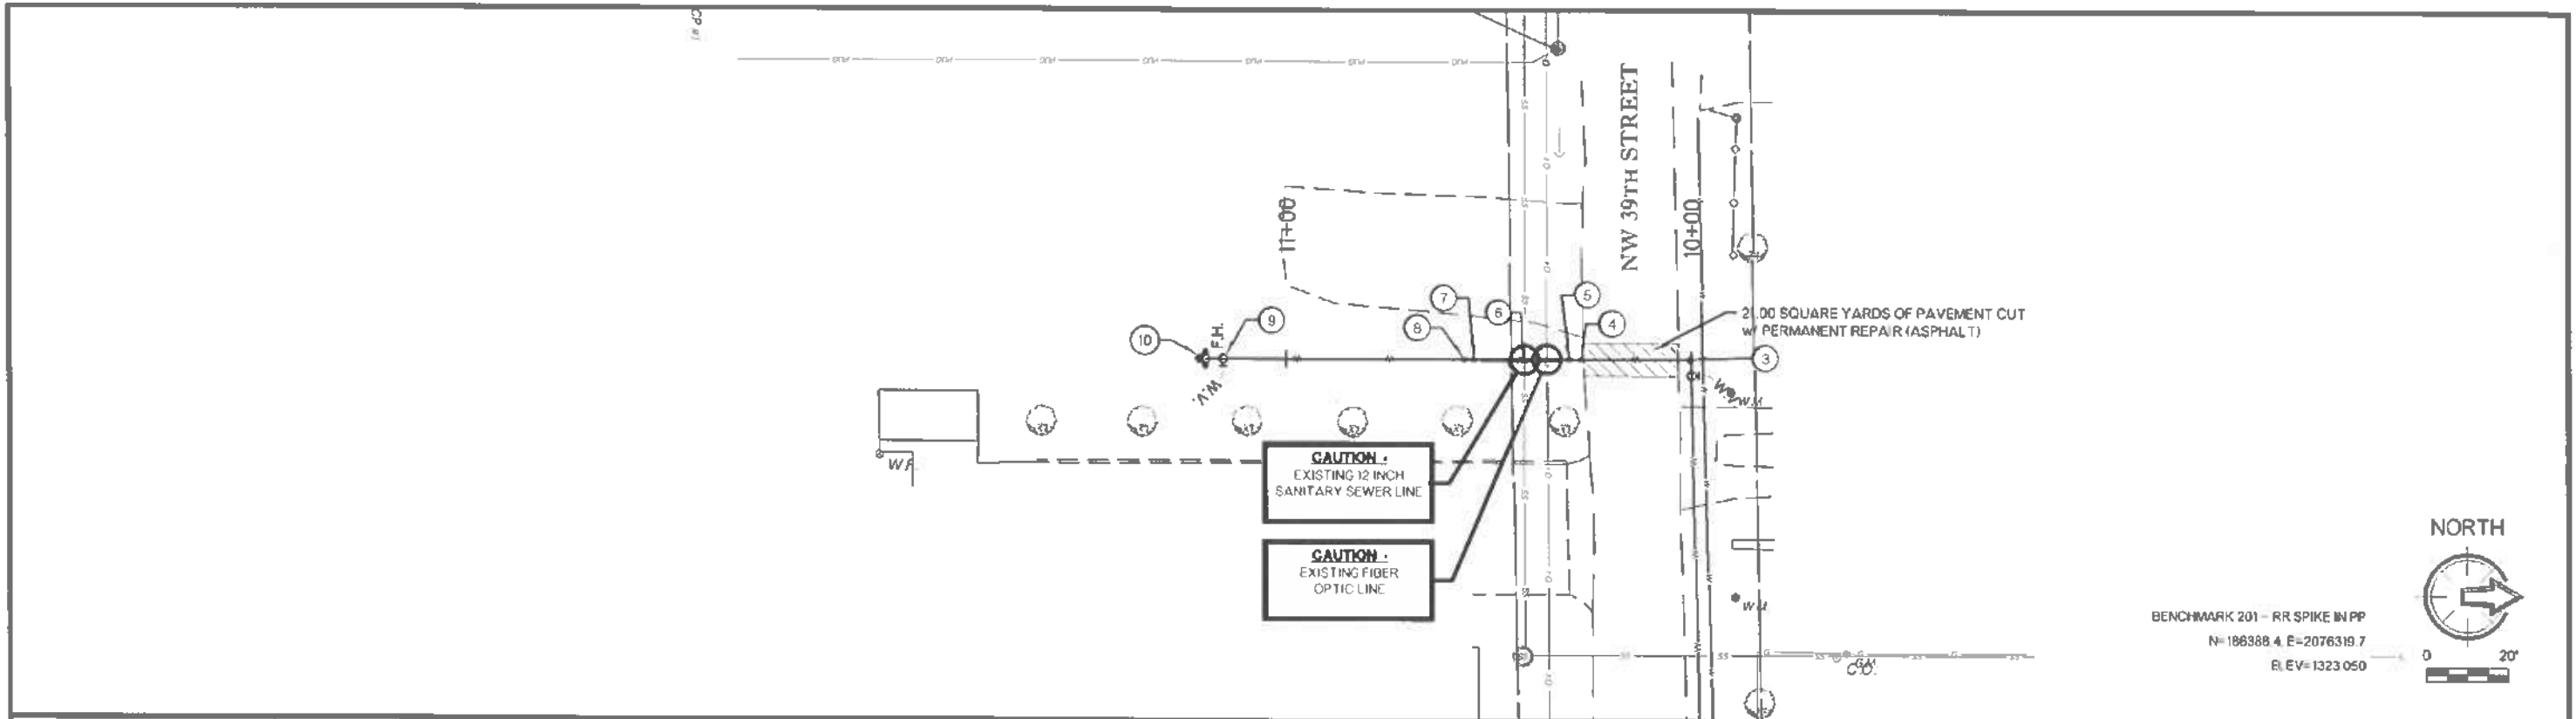 NW 39TH STREET
11+00
10+00
7
6
5
8
9
4
10
3
F.H.
W.V.
SQUARE YARDS OF PAVEMENT CUT
w/ PERMANENT REPAIR (ASPHALT)
W.F.
CAUTION :
EXISTING 12 INCH
SANITARY SEWER LINE
CAUTION :
EXISTING FIBER
OPTIC LINE
W.M.
C.O.
NORTH
BENCHMARK 201 - RR SPIKE IN PP
N=186388.4, E=2076319.7
ELEV=1323.050
0 20'